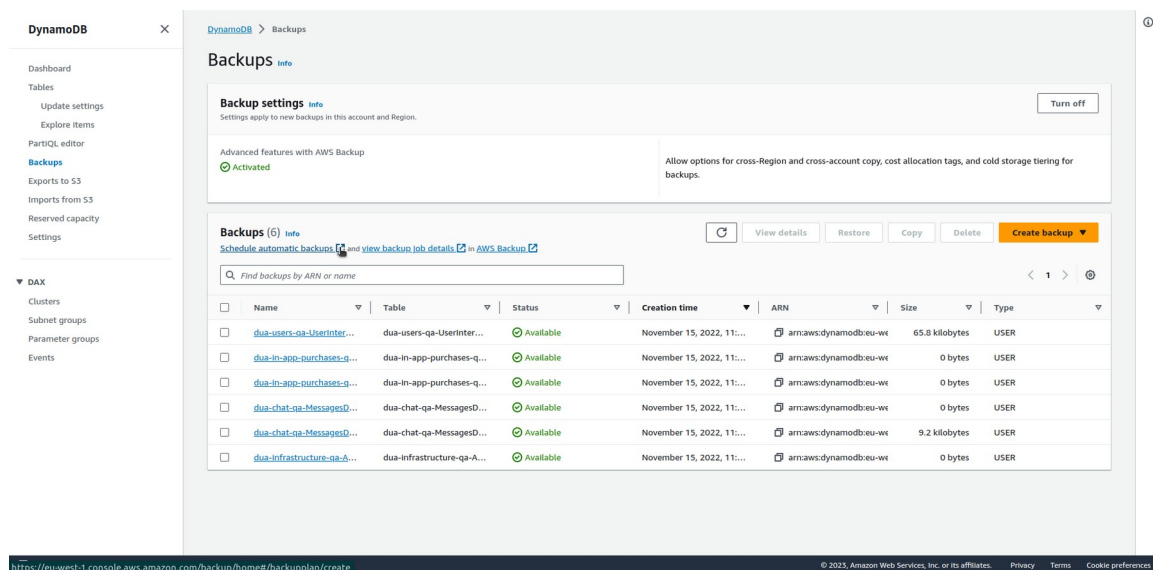 DynamoDB
Dashboard
Tables
Update settings
Explore items
PartiQL editor
Backups
Exports to S3
Imports from S3
Reserved capacity
Settings
DAX
Clusters
Subnet groups
Parameter groups
Events
DynamoDB > Backups
Backups Info
Backup settings Info
Settings apply to new backups in this account and Region.
Turn off
Advanced features with AWS Backup
Activated
Allow options for cross-Region and cross-account copy, cost allocation tags, and cold storage tiering for
backups.
Backups (6) Info
Schedule automatic backups and view backup job details in AWS Backup
View details Restore Copy Delete Create backup
Find backups by ARN or name
< 1 >
Name Table Status Creation time ARN Size Type
dua-users-qa-UserInter... dua-users-qa-UserInter... Available November 15, 2022, 11:... arn:aws:dynamodb:eu-we 65.8 kilobytes USER
dua-in-app-purchases-q... dua-in-app-purchases-q... Available November 15, 2022, 11:... arn:aws:dynamodb:eu-we 0 bytes USER
dua-in-app-purchases-q... dua-in-app-purchases-q... Available November 15, 2022, 11:... arn:aws:dynamodb:eu-we 0 bytes USER
dua-chat-qa-MessagesD... dua-chat-qa-MessagesD... Available November 15, 2022, 11:... arn:aws:dynamodb:eu-we 0 bytes USER
dua-chat-qa-MessagesD... dua-chat-qa-MessagesD... Available November 15, 2022, 11:... arn:aws:dynamodb:eu-we 9.2 kilobytes USER
dua-infrastructure-qa-A... dua-infrastructure-qa-A... Available November 15, 2022, 11:... arn:aws:dynamodb:eu-we 0 bytes USER
https://eu-west-1.console.aws.amazon.com/backup/home#/backupplan/create
© 2023, Amazon Web Services, Inc. or its affiliates. Privacy Terms Cookie preferences